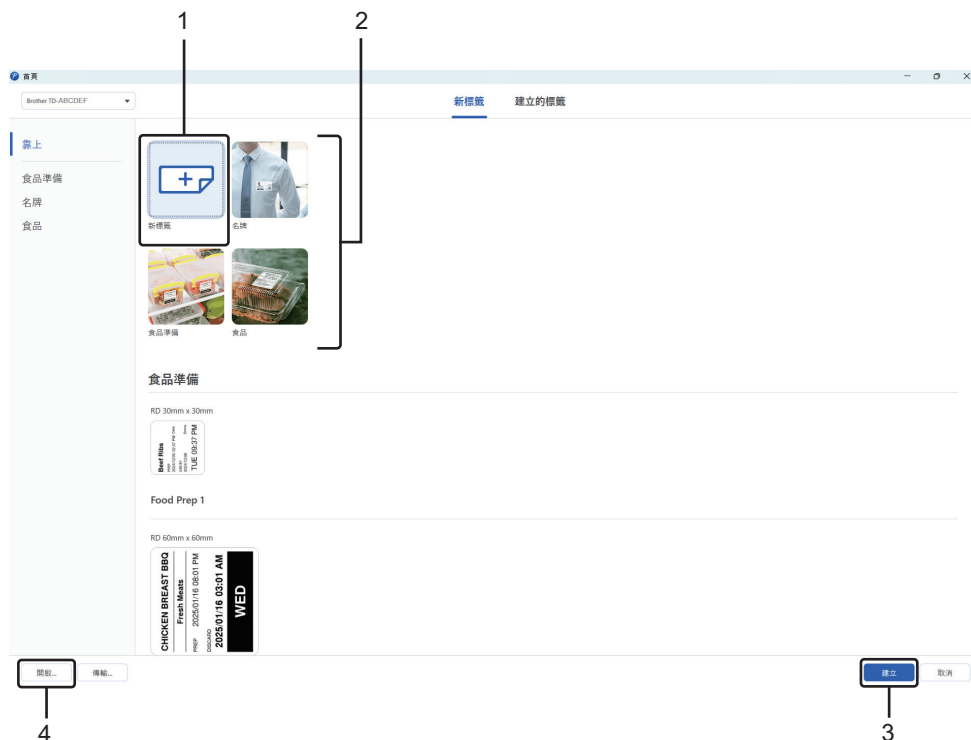 1
2
首頁
Brother TD-ABCDEF
新標籤
建立的標籤
靠上
食品準備
名牌
食品
新標籤
名牌
食品準備
食品
食品準備
RD 30mm x 30mm
Beef Ribs
TUE 09:37 PM
Food Prep 1
RD 60mm x 60mm
CHICKEN BREAST BBQ
Fresh Meats
PREP 2025/01/16 08:01 PM
DISCARD
2025/01/16 03:01 AM
WED
開啟...
傳輸...
建立
取消
4
3